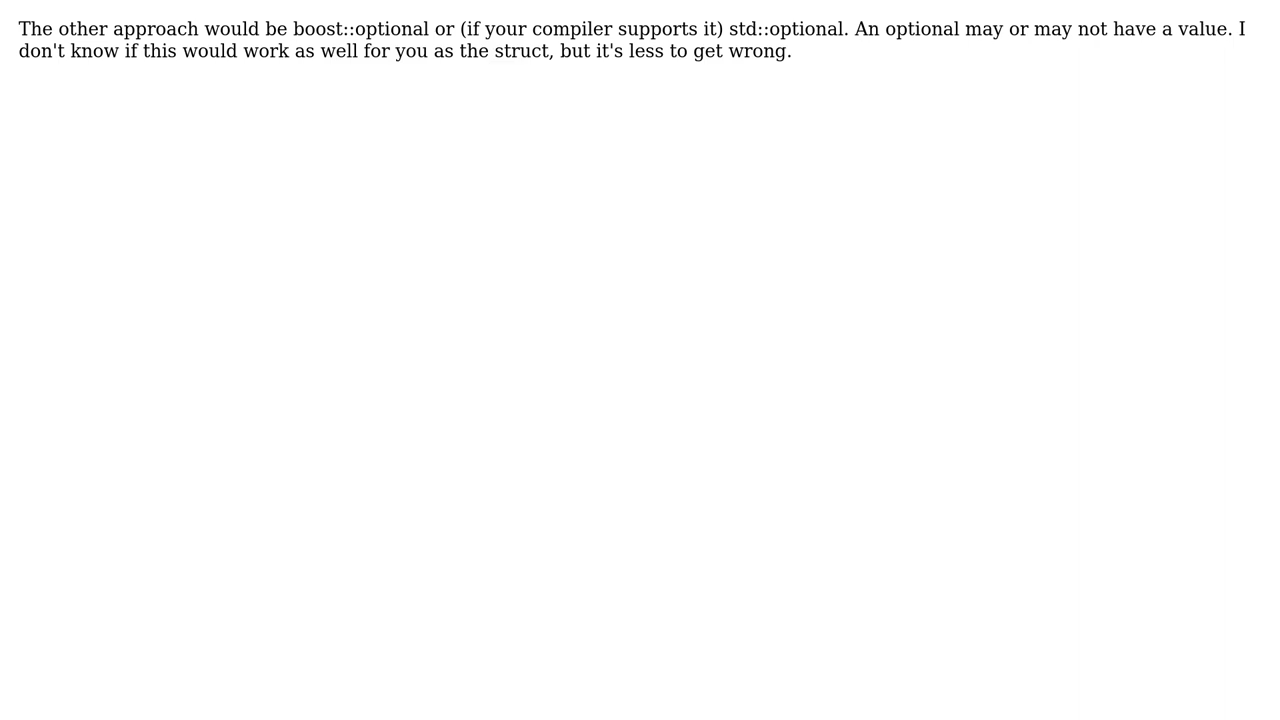 The other approach would be boost::optional or (if your compiler supports it) std::optional. An optional may or may not have a value. I
don't know if this would work as well for you as the struct, but it's less to get wrong.